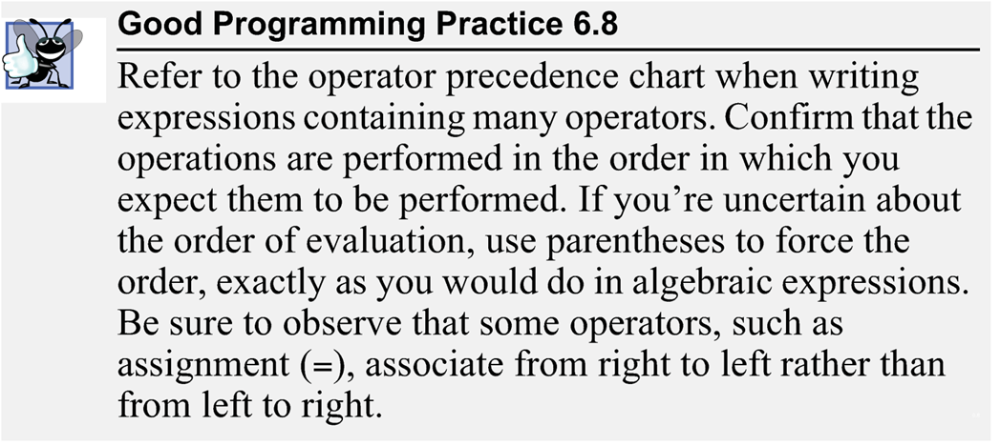 Good Programming Practice 6.8
Refer to the operator precedence chart when writing
expressions containing many operators. Confirm that the
operations are performed in the order in which you
expect them to be performed. If you’re uncertain about
the order of evaluation, use parentheses to force the
order, exactly as you would do in algebraic expressions.
Be sure to observe that some operators, such as
assignment (=), associate from right to left rather than
from left to right.